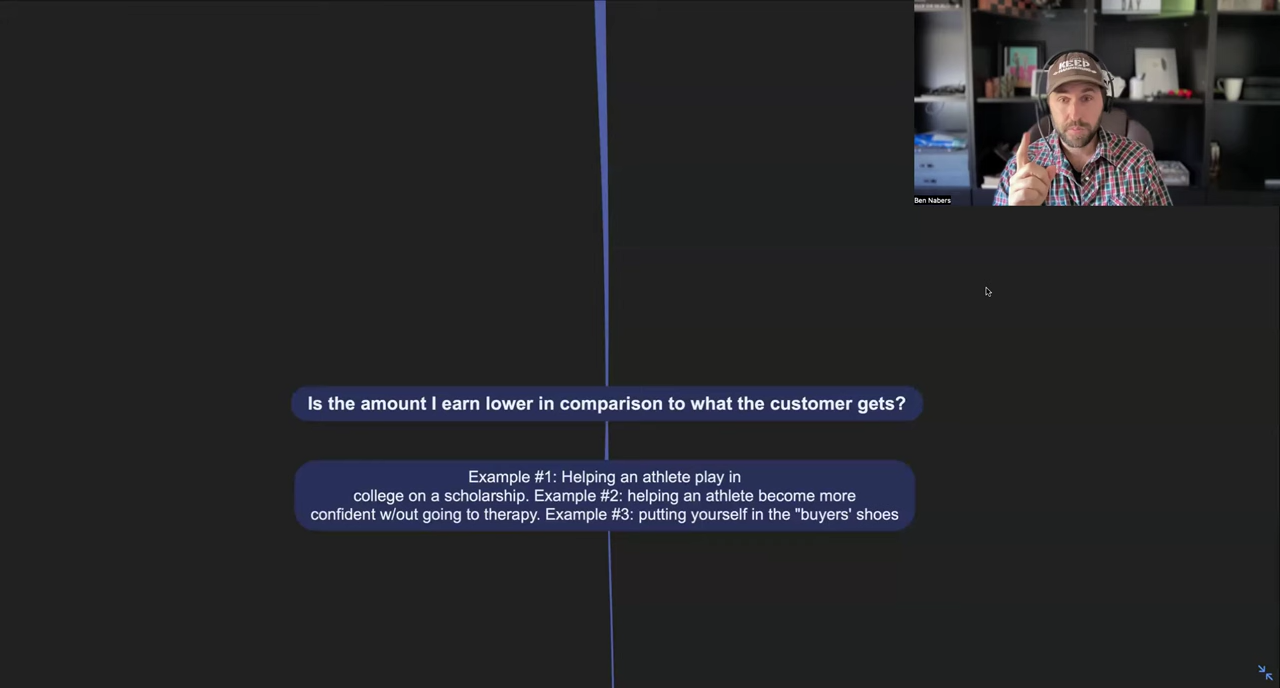 KEEP
Ben Nabers
Is the amount I earn lower in comparison to what the customer gets?
Example #1: Helping an athlete play in
college on a scholarship. Example #2: helping an athlete become more
confident w/out going to therapy. Example #3: putting yourself in the "buyers' shoes